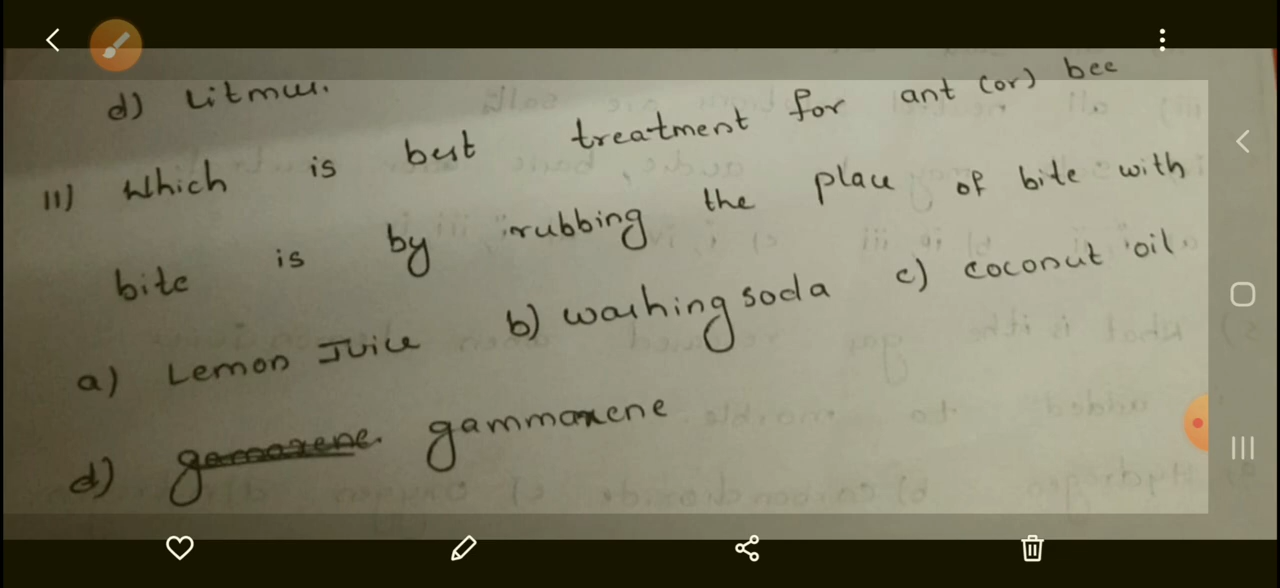 d) Litmus.
11) Which is best treatment for ant (or) bee
bite is by rubbing the place of bite with
a) Lemon Juice b) washing soda c) coconut oil
d) gammaxene